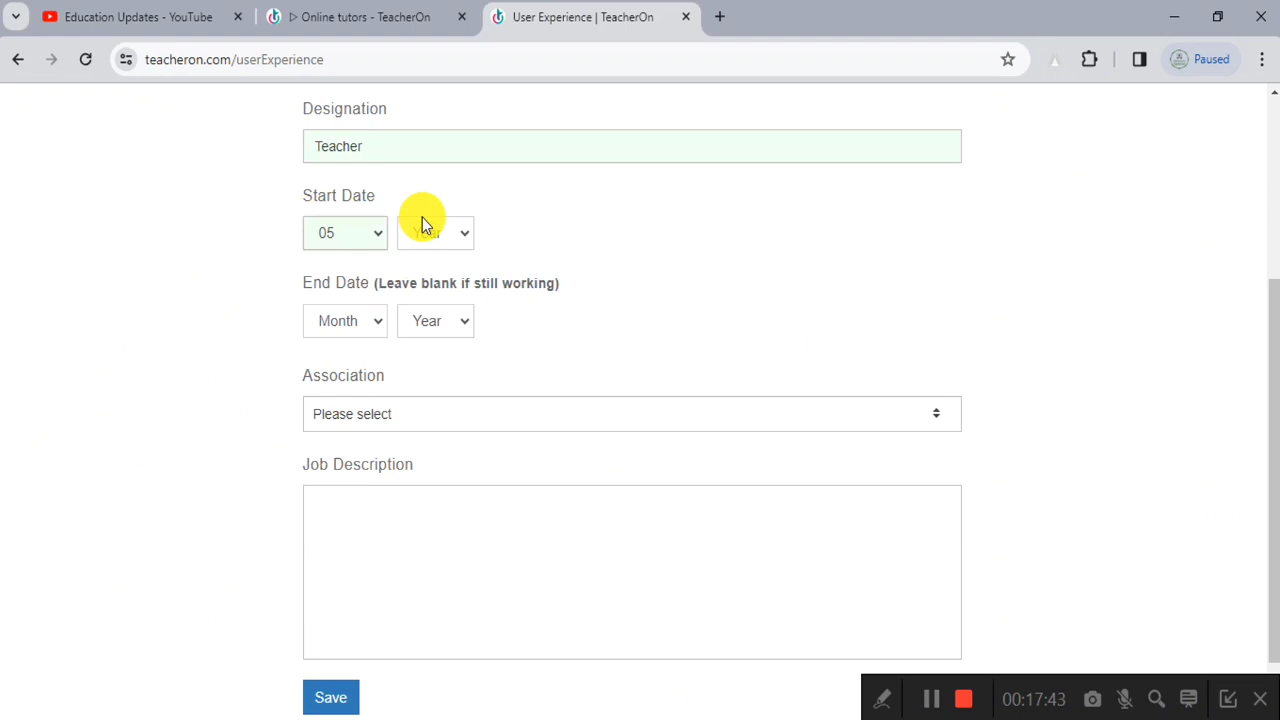 Education Updates - YouTube
▷ Online tutors - TeacherOn
User Experience | TeacherOn
teacheron.com/userExperience
Paused
Designation
Teacher
Start Date
05
Year
End Date (Leave blank if still working)
Month
Year
Association
Please select
Job Description
Save
00:17:43